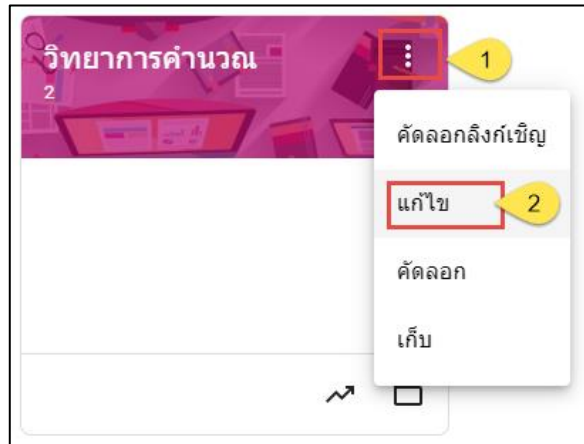 วิทยาการคำนวณ
2
1
คัดลอกลิงก์เชิญ
แก้ไข
2
คัดลอก
เก็บ